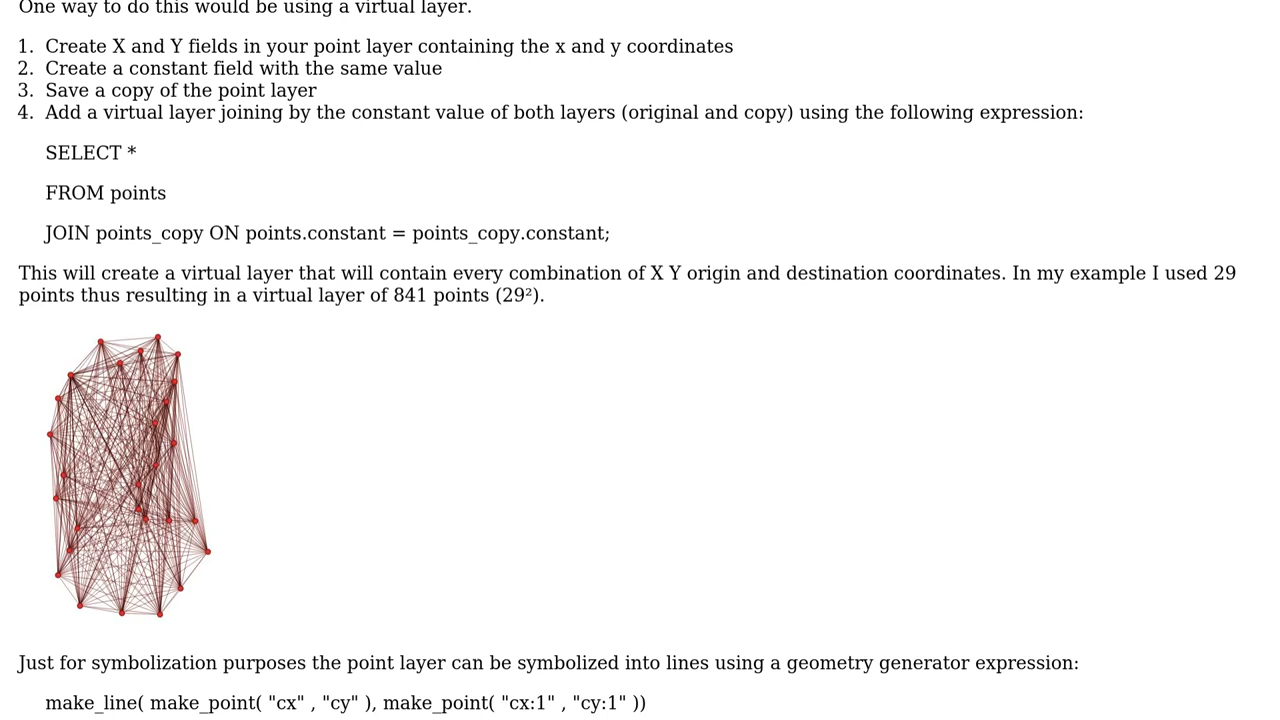 One way to do this would be using a virtual layer.
1. Create X and Y fields in your point layer containing the x and y coordinates
2. Create a constant field with the same value
3. Save a copy of the point layer
4. Add a virtual layer joining by the constant value of both layers (original and copy) using the following expression:
SELECT *
FROM points
JOIN points_copy ON points.constant = points_copy.constant;
This will create a virtual layer that will contain every combination of X Y origin and destination coordinates. In my example I used 29
points thus resulting in a virtual layer of 841 points (29²).
Just for symbolization purposes the point layer can be symbolized into lines using a geometry generator expression:
make_line( make_point( "cx" , "cy" ), make_point( "cx:1" , "cy:1" ))